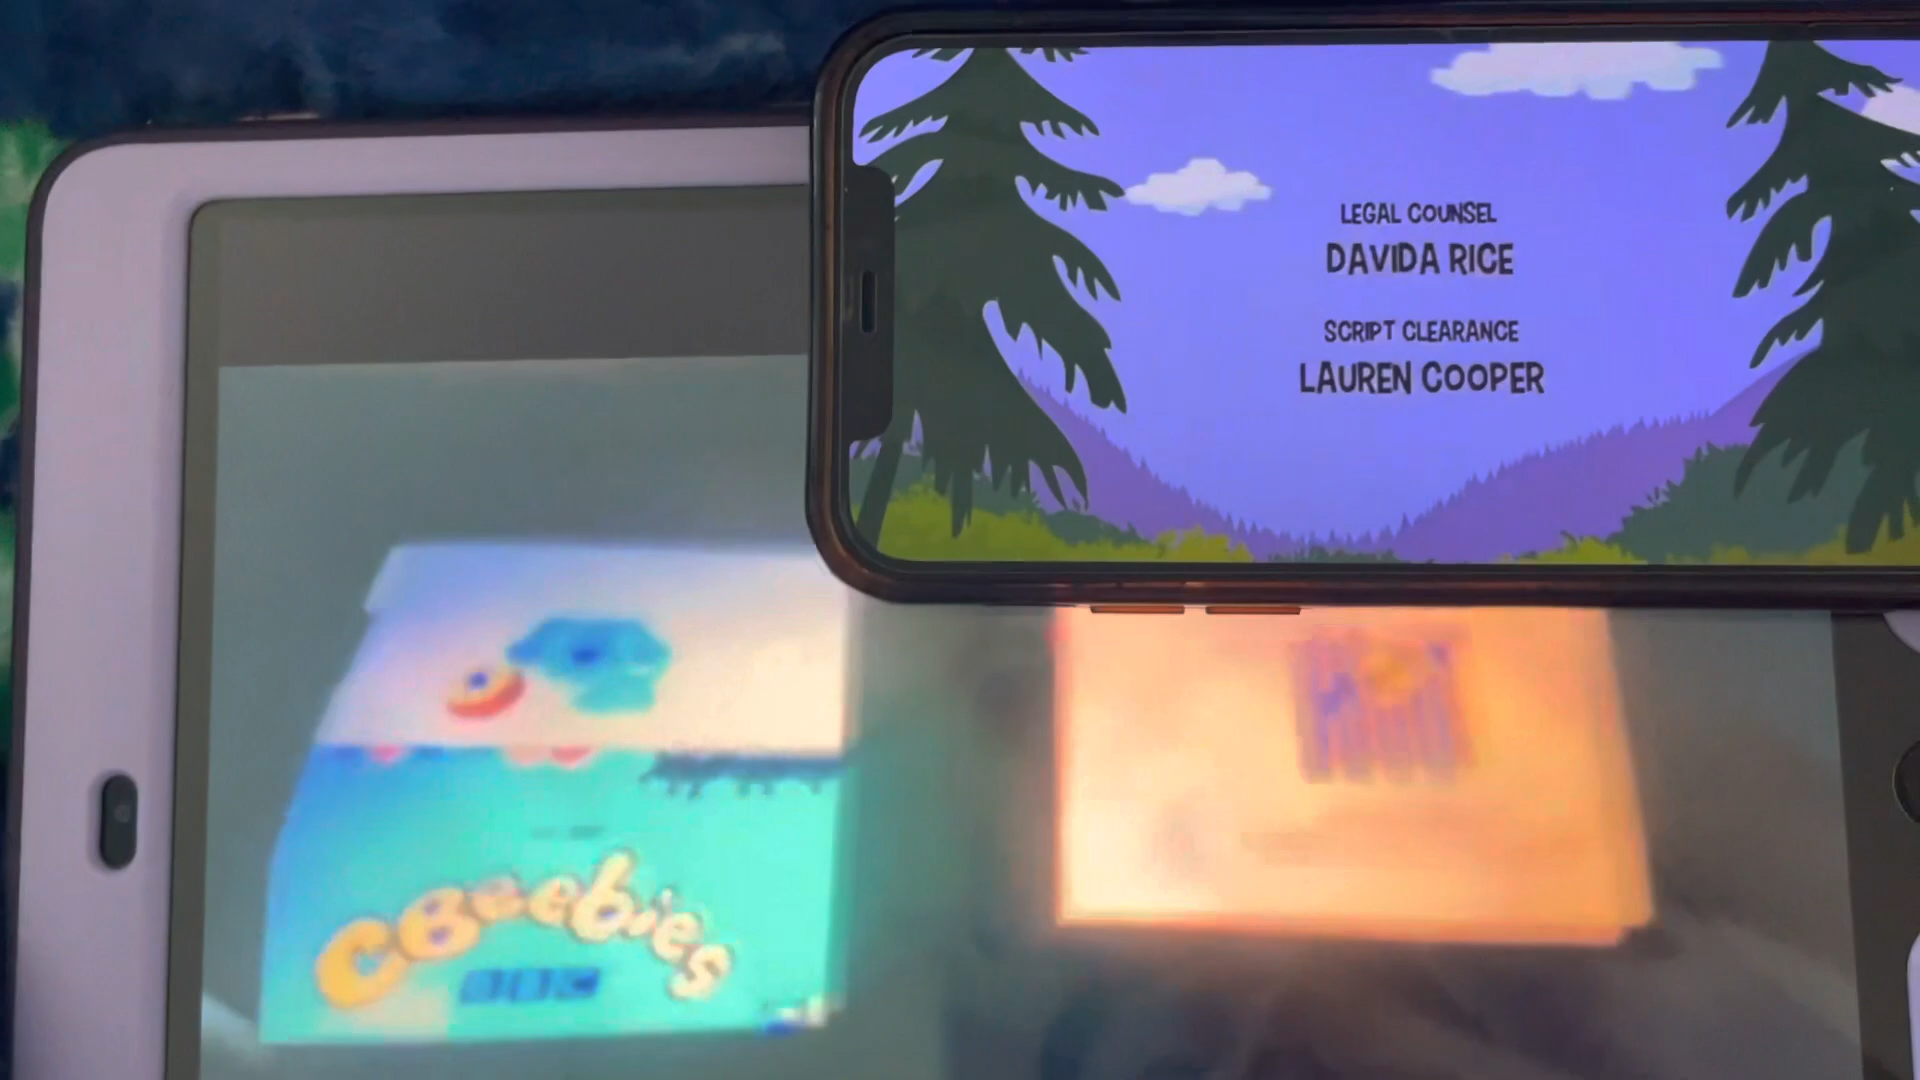 LEGAL COUNSEL
DAVIDA RICE
SCRIPT CLEARANCE
LAUREN COOPER
CBeebies
BBC